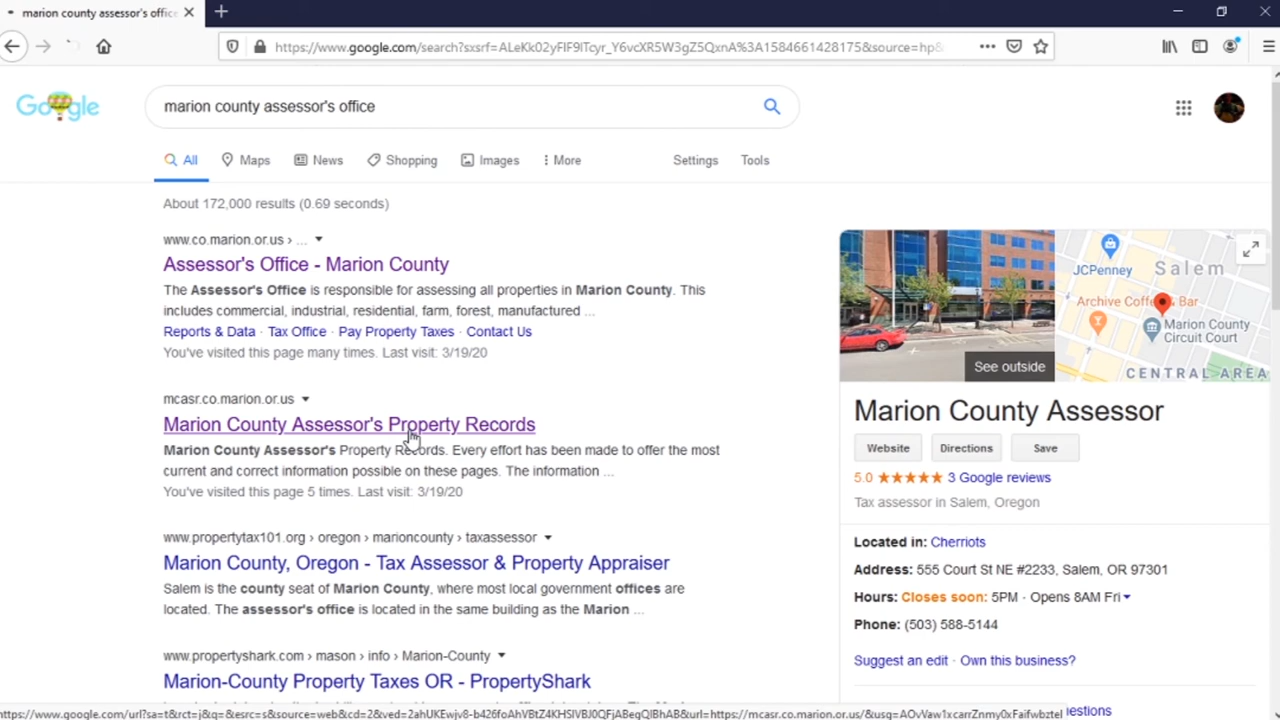 marion county assessor's office
https://www.google.com/search?sxsrf=ALeKk02yFIF9lTcyr_Y6vcXR5W3gZ5QxnA%3A1584661428175&source=hp&
Google
marion county assessor's office
All
Maps
News
Shopping
Images
More
Settings
Tools
About 172,000 results (0.69 seconds)
www.co.marion.or.us › ...
Assessor's Office - Marion County
The Assessor's Office is responsible for assessing all properties in Marion County. This
includes commercial, industrial, residential, farm, forest, manufactured ...
Reports & Data · Tax Office · Pay Property Taxes · Contact Us
You've visited this page many times. Last visit: 3/19/20
mcasr.co.marion.or.us
Marion County Assessor's Property Records
Marion County Assessor's Property Records. Every effort has been made to offer the most
current and correct information possible on these pages. The information ...
You've visited this page 5 times. Last visit: 3/19/20
www.propertytax101.org › oregon › marioncounty › taxassessor
Marion County, Oregon - Tax Assessor & Property Appraiser
Salem is the county seat of Marion County, where most local government offices are
located. The assessor's office is located in the same building as the Marion ...
www.propertyshark.com › mason › info › Marion-County
Marion-County Property Taxes OR - PropertyShark
JCPenney
Salem
Archive Coffee & Bar
Marion County
Circuit Court
CENTRAL AREA
See outside
Marion County Assessor
Website
Directions
Save
5.0
3 Google reviews
Tax assessor in Salem, Oregon
Located in: Cherriots
Address: 555 Court St NE #2233, Salem, OR 97301
Hours: Closes soon: 5PM · Opens 8AM Fri
Phone: (503) 588-5144
Suggest an edit · Own this business?